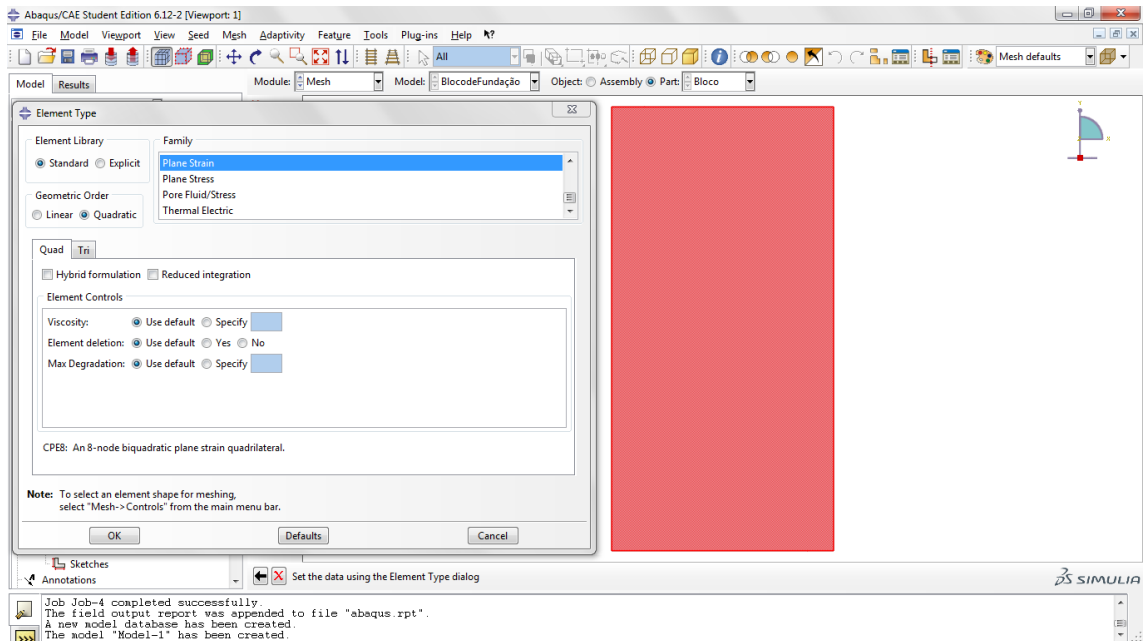 Abaqus/CAE Student Edition 6.12-2 [Viewport: 1]
File Model Viewport View Seed Mesh Adaptivity Feature Tools Plug-ins Help
All Mesh defaults
Model Results Module: Mesh Model: BlocodeFundação Object: Assembly Part: Bloco
Element Type
Element Library
Standard Explicit
Geometric Order
Linear Quadratic
Family
Plane Strain
Plane Stress
Pore Fluid/Stress
Thermal Electric
Quad Tri
Hybrid formulation Reduced integration
Element Controls
Viscosity: Use default Specify
Element deletion: Use default Yes No
Max Degradation: Use default Specify
CPE8: An 8-node biquadratic plane strain quadrilateral.
Note: To select an element shape for meshing,
select "Mesh->Controls" from the main menu bar.
OK Defaults Cancel
Y
X
Sketches
Annotations
Set the data using the Element Type dialog
SIMULIA
Job Job-4 completed successfully.
The field output report was appended to file "abaqus.rpt".
A new model database has been created.
The model "Model-1" has been created.